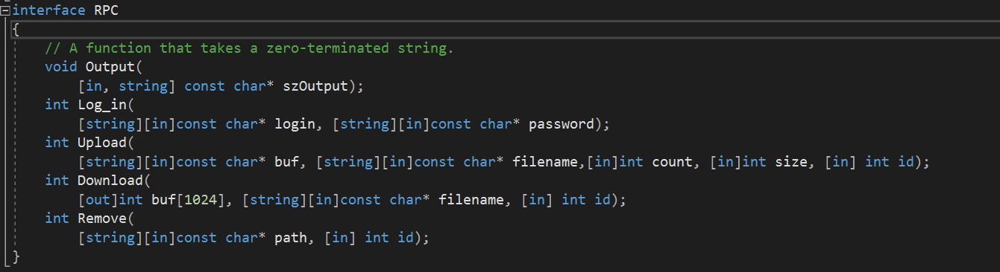 interface RPC
{
// A function that takes a zero-terminated string.
void Output(
[in, string] const char* szOutput);
int Log_in(
[string][in]const char* login, [string][in]const char* password);
int Upload(
[string][in]const char* buf, [string][in]const char* filename,[in]int count, [in]int size, [in] int id);
int Download(
[out]int buf[1024], [string][in]const char* filename, [in] int id);
int Remove(
[string][in]const char* path, [in] int id);
}